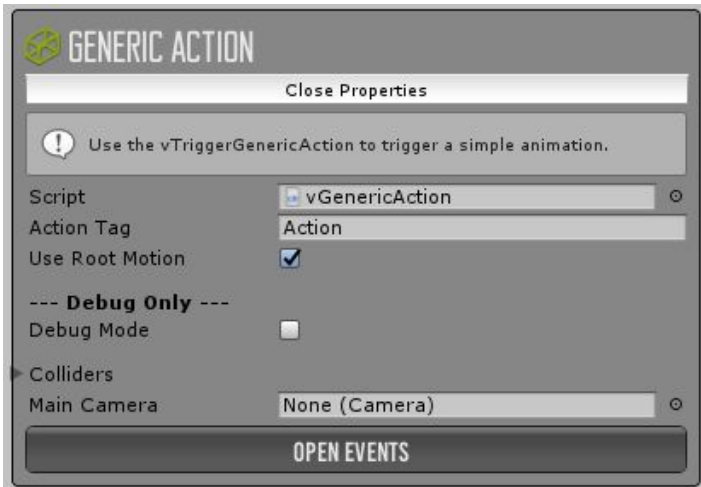 GENERIC ACTION
Close Properties
Use the vTriggerGenericAction to trigger a simple animation.
Script vGenericAction
Action Tag Action
Use Root Motion
--- Debug Only ---
Debug Mode
Colliders
Main Camera None (Camera)
OPEN EVENTS